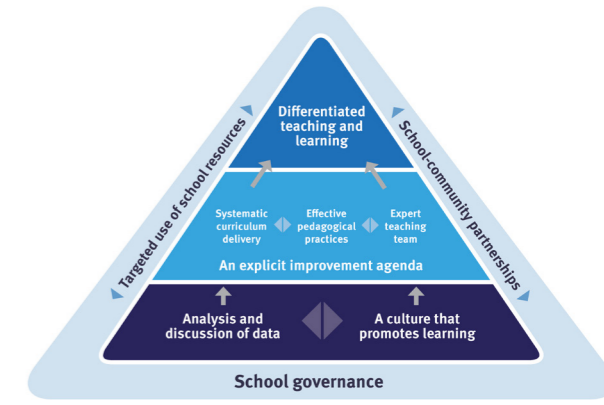 Differentiated
teaching and
learning
Targeted use of school resources
School-community partnerships
Systematic
curriculum
delivery
Effective
pedagogical
practices
Expert
teaching
team
An explicit improvement agenda
Analysis and
discussion of data
A culture that
promotes learning
School governance